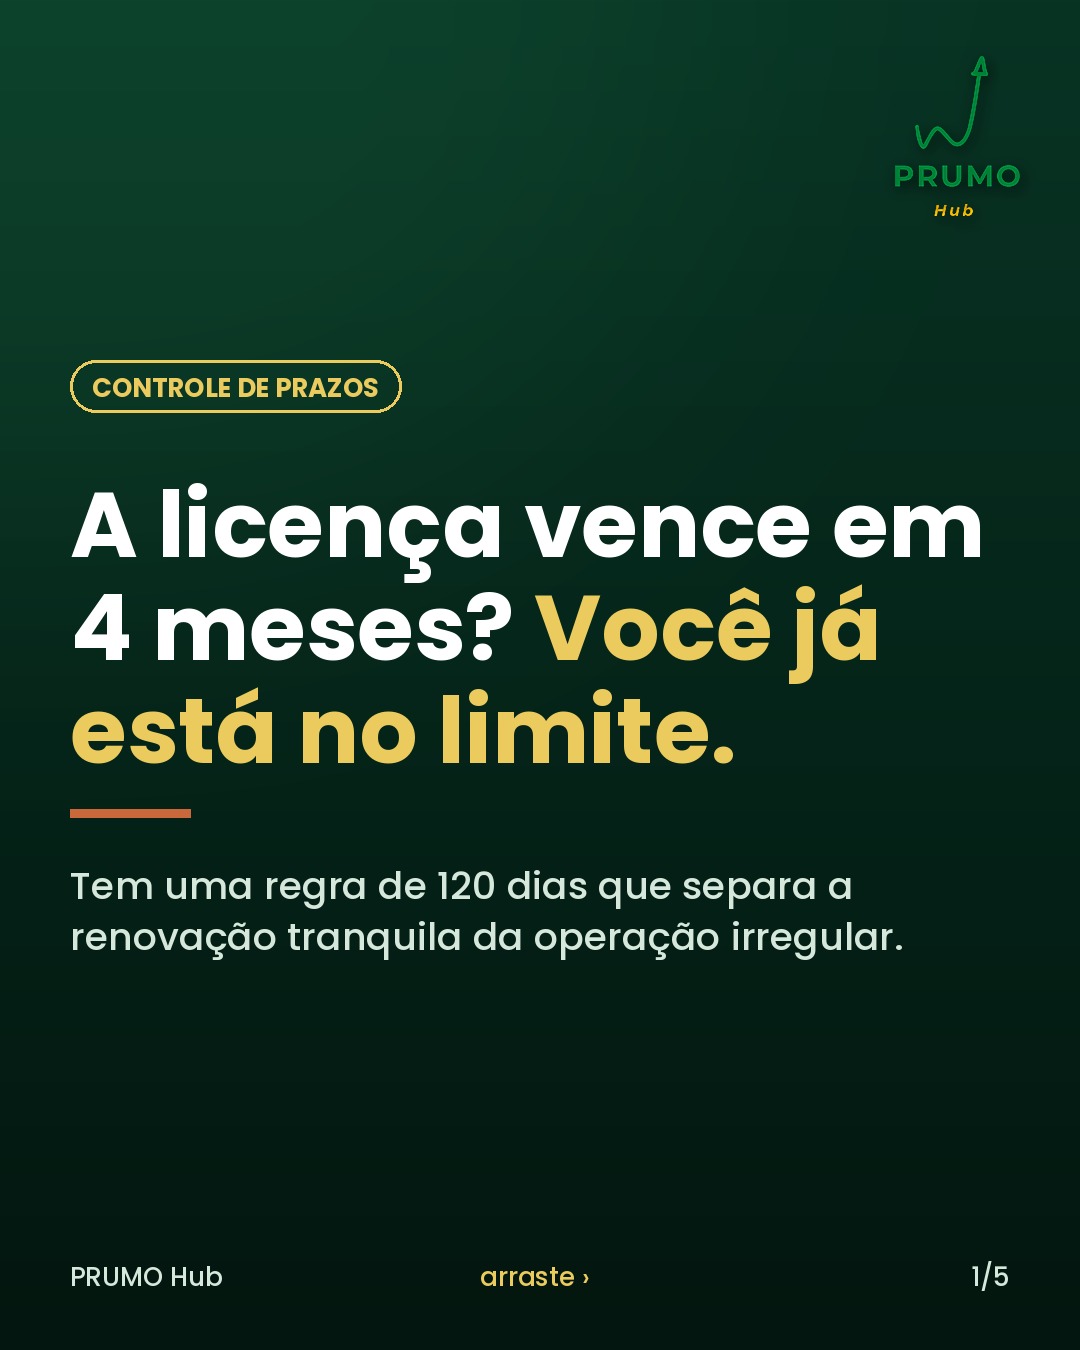 PRUMO
Hub
CONTROLE DE PRAZOS
A licença vence em
4 meses? Você já
está no limite.
Tem uma regra de 120 dias que separa a
renovação tranquila da operação irregular.
PRUMO Hub
arraste ›
1/5